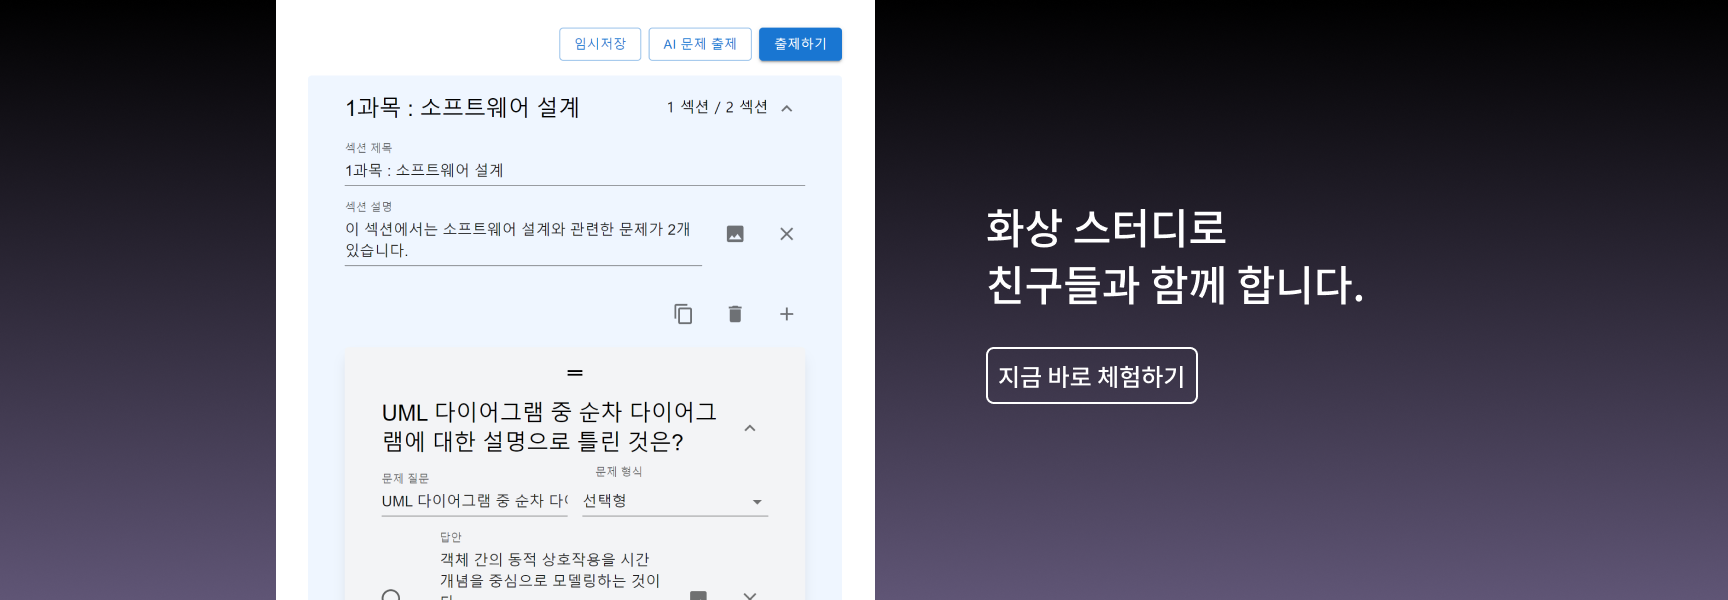 임시저장
AI 문제 출제
출제하기
1과목 : 소프트웨어 설계
1 섹션 / 2 섹션
섹션 제목
1과목 : 소프트웨어 설계
섹션 설명
이 섹션에서는 소프트웨어 설계와 관련한 문제가 2개
있습니다.
UML 다이어그램 중 순차 다이어그
램에 대한 설명으로 틀린 것은?
문제 질문
문제 형식
UML 다이어그램 중 순차
선택형
답안
객체 간의 동적 상호작용을 시간
개념을 중심으로 모델링하는 것이
화상 스터디로
친구들과 함께 합니다.
지금 바로 체험하기